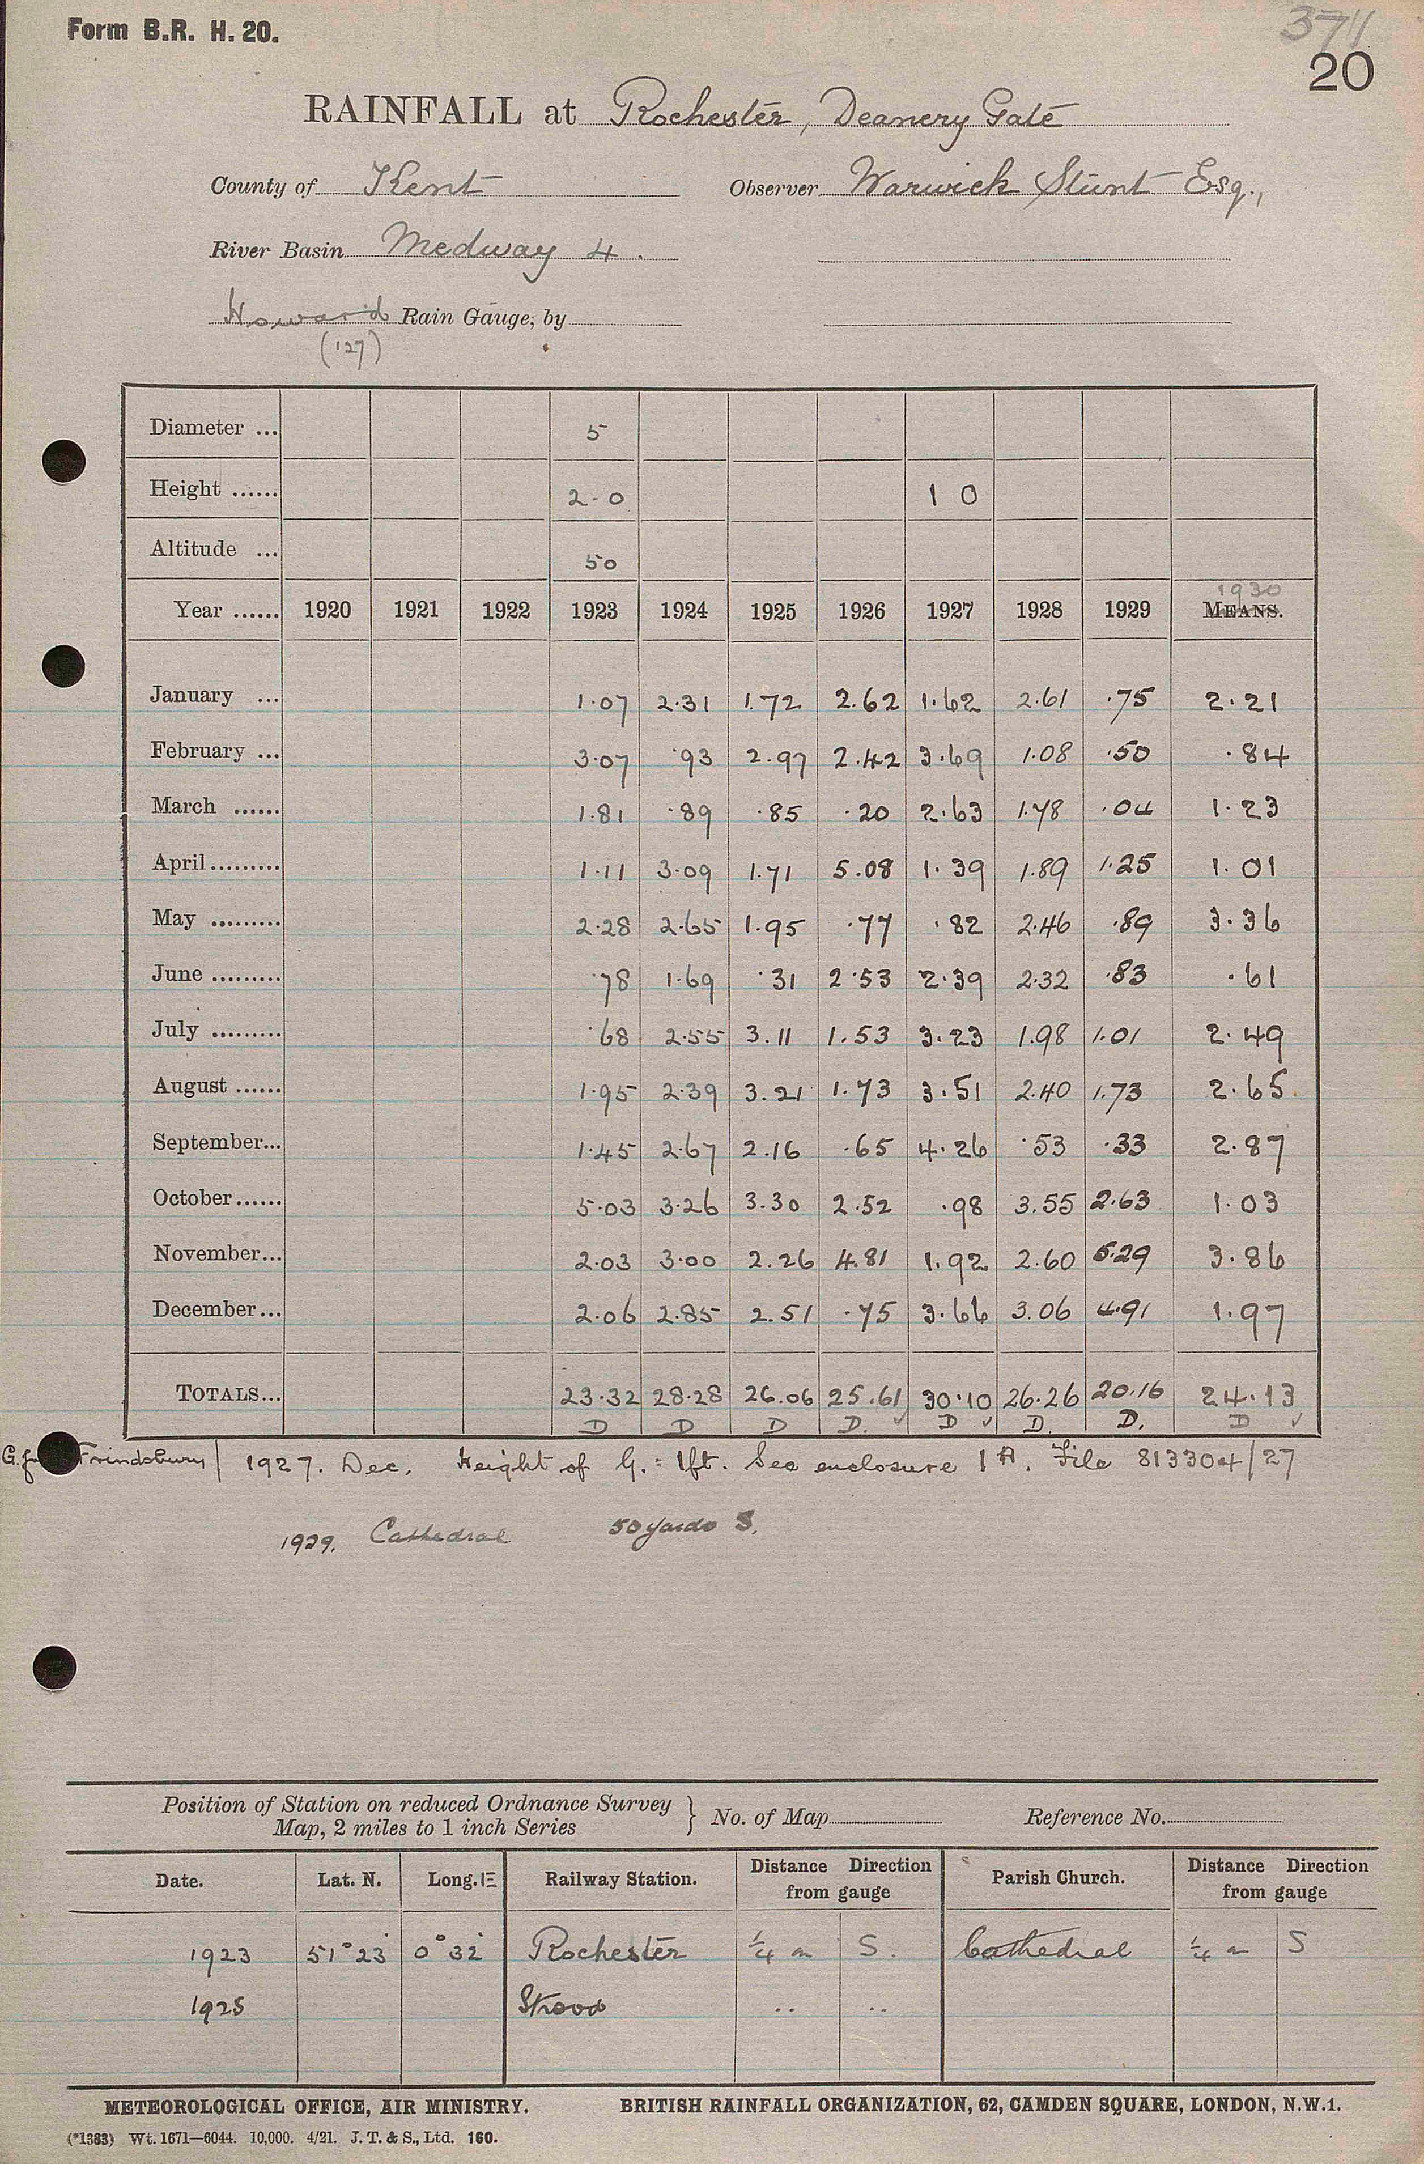 Form B.R. H. 20.
3711
20
RAINFALL at Rochester, Deanery Gate
County of Kent Observer Warwick Stunt Esq.,
River Basin Medway 4.
Howard Rain Gauge, by
(127)
Diameter ... 5
Height ...... 2-0 1 0
Altitude ... 50
1930
Year ...... 1920 1921 1922 1923 1924 1925 1926 1927 1928 1929 MEANS.
January ... 1.07 2.31 1.72 2.62 1.62 2.61 .75 2.21
February ... 3.07 .93 2.97 2.42 3.69 1.08 .50 .84
March ...... 1.81 .89 .85 .20 2.63 1.78 .04 1.23
April ......... 1.11 3.09 1.71 5.08 1.39 1.89 1.25 1.01
May ......... 2.28 2.65 1.95 .77 .82 2.46 .89 3.36
June ......... .78 1.69 .31 2.53 2.39 2.32 .83 .61
July ......... .68 2.55 3.11 1.53 3.23 1.98 1.01 2.49
August ...... 1.95 2.39 3.21 1.73 3.51 2.40 1.73 2.65
September... 1.45 2.67 2.16 .65 4.26 .53 .33 2.87
October...... 5.03 3.26 3.30 2.52 .98 3.55 2.63 1.03
November... 2.03 3.00 2.26 4.81 1.92 2.60 5.29 3.86
December... 2.06 2.85 2.51 .75 3.66 3.06 4.91 1.97
TOTALS... 23.32 28.28 26.06 25.61 30.10 26.26 20.16 24.13
D D D D. ✓ D ✓ D. D. D ✓
Frindsbury 1927. Dec. Height of G. = 1ft. See enclosure 1A. File 813304/27
1929. Cathedral 50 yards S.
Position of Station on reduced Ordnance Survey
Map, 2 miles to 1 inch Series } No. of Map Reference No.
Date. Lat. N. Long. E Railway Station. Distance Direction from gauge Parish Church. Distance Direction from gauge
1923 51°23' 0°32' Rochester ¼ m S. Cathedral ¼ m S
1925 Strood .. ..
METEOROLOGICAL OFFICE, AIR MINISTRY. BRITISH RAINFALL ORGANIZATION, 62, CAMDEN SQUARE, LONDON, N.W.1.
(*1383) Wt. 1671—6044. 10,000. 4/21. J. T. & S., Ltd. 160.